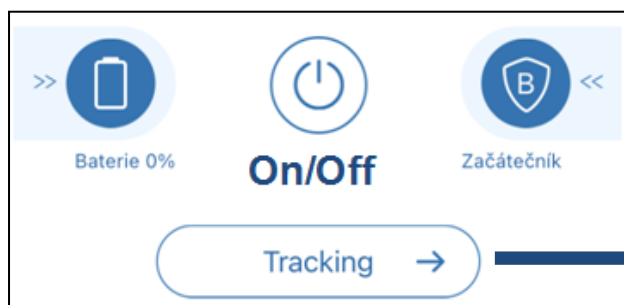 >> B <<
Baterie 0% On/Off Začátečník
Tracking →